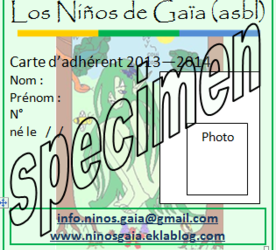 Los Niños de Gaïa (asbl)
Carte d'adhérent 2013—2014
Nom :
Prénom :
N°
né le / /
Photo
specimen
info.ninos.gaia@gmail.com
www.ninosgaia.eklablog.com